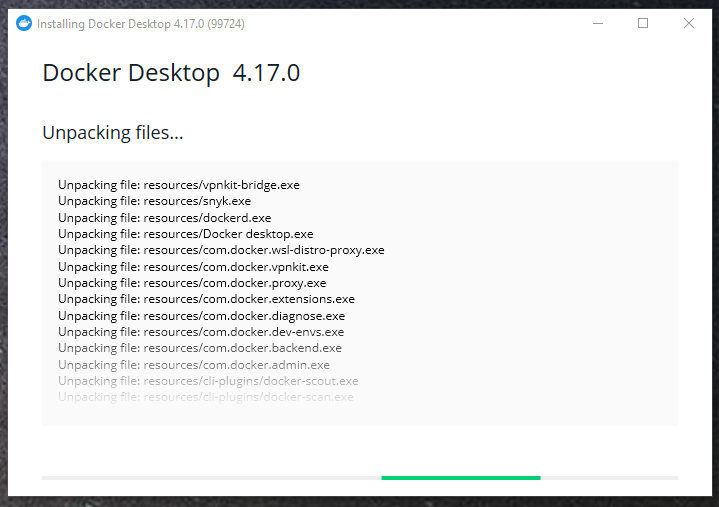 Installing Docker Desktop 4.17.0 (99724)
Docker Desktop 4.17.0
Unpacking files...
Unpacking file: resources/vpnkit-bridge.exe
Unpacking file: resources/snyk.exe
Unpacking file: resources/dockerd.exe
Unpacking file: resources/Docker desktop.exe
Unpacking file: resources/com.docker.wsl-distro-proxy.exe
Unpacking file: resources/com.docker.vpnkit.exe
Unpacking file: resources/com.docker.proxy.exe
Unpacking file: resources/com.docker.extensions.exe
Unpacking file: resources/com.docker.diagnose.exe
Unpacking file: resources/com.docker.dev-envs.exe
Unpacking file: resources/com.docker.backend.exe
Unpacking file: resources/com.docker.admin.exe
Unpacking file: resources/cli-plugins/docker-scout.exe
Unpacking file: resources/cli-plugins/docker-scan.exe